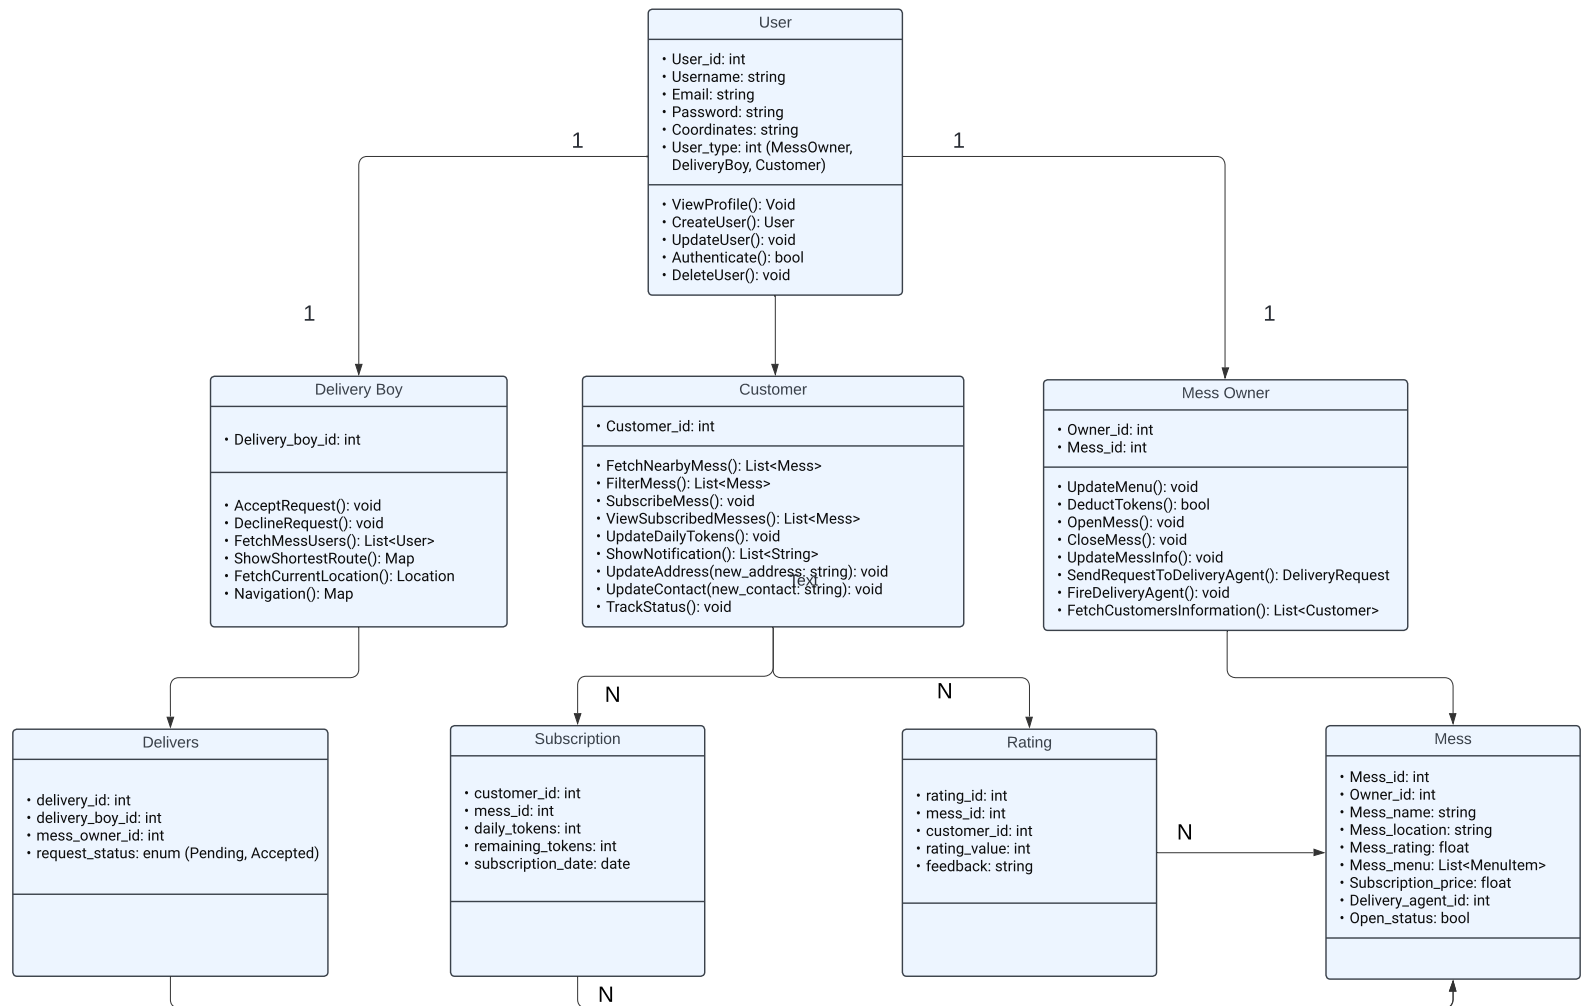 User
• User_id: int
• Username: string
• Email: string
• Password: string
• Coordinates: string
• User_type: int (MessOwner,
DeliveryBoy, Customer)
• ViewProfile(): Void
• CreateUser(): User
• UpdateUser(): void
• Authenticate(): bool
• DeleteUser(): void
1
1
1
1
Delivery Boy
• Delivery_boy_id: int
• AcceptRequest(): void
• DeclineRequest(): void
• FetchMessUsers(): List<User>
• ShowShortestRoute(): Map
• FetchCurrentLocation(): Location
• Navigation(): Map
Customer
• Customer_id: int
• FetchNearbyMess(): List<Mess>
• FilterMess(): List<Mess>
• SubscribeMess(): void
• ViewSubscribedMesses(): List<Mess>
• UpdateDailyTokens(): void
• ShowNotification(): List<String>
• UpdateAddress(new_address: string): void
Text
• UpdateContact(new_contact: string): void
• TrackStatus(): void
Mess Owner
• Owner_id: int
• Mess_id: int
• UpdateMenu(): void
• DeductTokens(): bool
• OpenMess(): void
• CloseMess(): void
• UpdateMessInfo(): void
• SendRequestToDeliveryAgent(): DeliveryRequest
• FireDeliveryAgent(): void
• FetchCustomersInformation(): List<Customer>
N
N
Delivers
• delivery_id: int
• delivery_boy_id: int
• mess_owner_id: int
• request_status: enum (Pending, Accepted)
Subscription
• customer_id: int
• mess_id: int
• daily_tokens: int
• remaining_tokens: int
• subscription_date: date
Rating
• rating_id: int
• mess_id: int
• customer_id: int
• rating_value: int
• feedback: string
N
Mess
• Mess_id: int
• Owner_id: int
• Mess_name: string
• Mess_location: string
• Mess_rating: float
• Mess_menu: List<MenuItem>
• Subscription_price: float
• Delivery_agent_id: int
• Open_status: bool
N